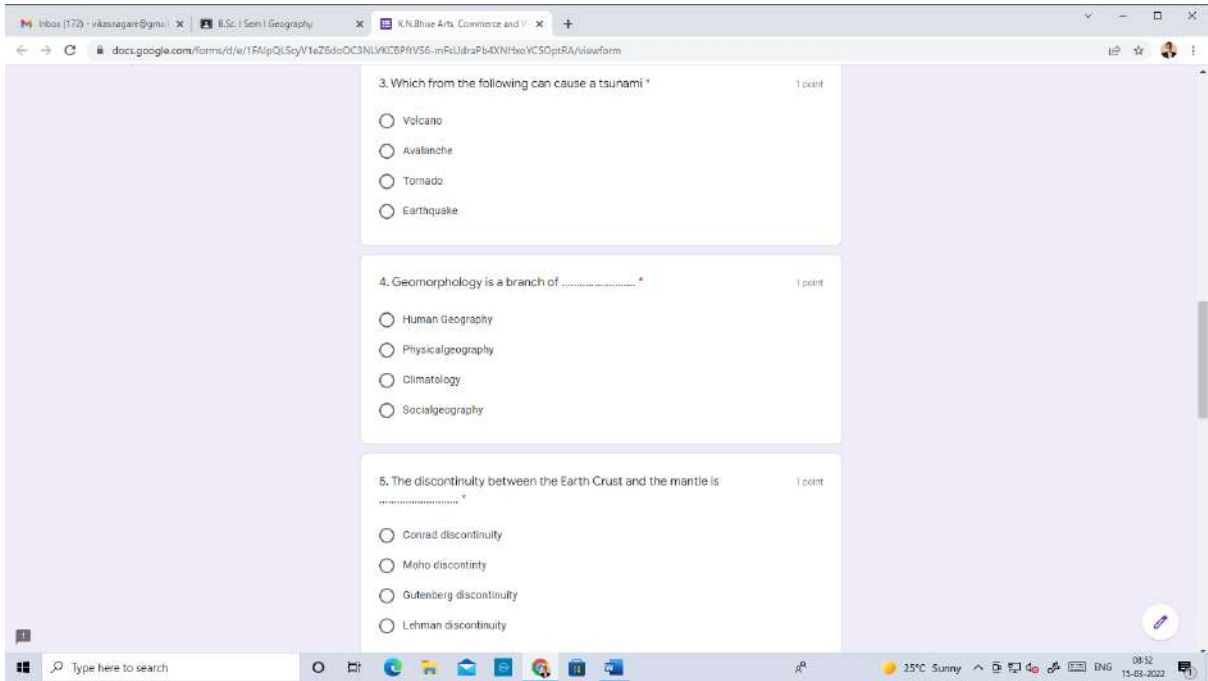 Inbox (172) - vikasnagare@gmai
B.Sc. I Sem I Geography
K.N.Bhise Arts, Commerce and Vi
docs.google.com/forms/d/e/1FAIpQLScyV1eZ6doOC3NLVKCBPftVS6-mFsUdraPb4XNHxoYCSOptRA/viewform
3. Which from the following can cause a tsunami *
1 point
Volcano
Avalanche
Tornado
Earthquake
4. Geomorphology is a branch of ......................... *
1 point
Human Geography
Physicalgeography
Climatology
Socialgeography
5. The discontinuity between the Earth Crust and the mantle is
1 point
........................... *
Conrad discontinuity
Moho discontinty
Gutenberg discontinuity
Lehman discontinuity
Type here to search
25°C Sunny
ENG
08:52
15-03-2022